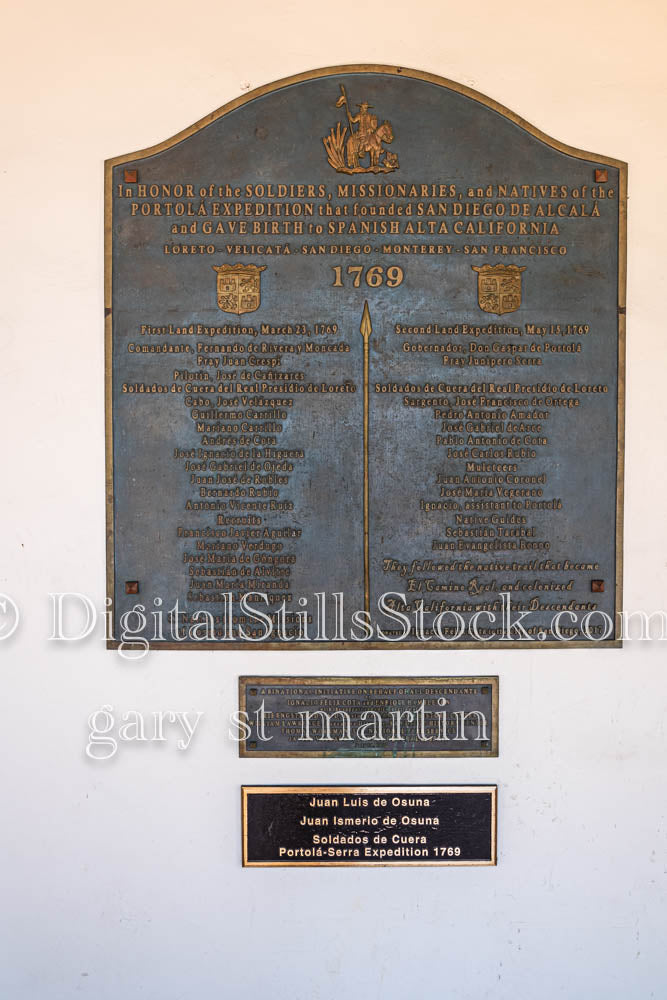 In HONOR of the SOLDIERS, MISSIONARIES, and NATIVES of the
PORTOLÁ EXPEDITION that founded SAN DIEGO DE ALCALÁ
and GAVE BIRTH to SPANISH ALTA CALIFORNIA
LORETO - VELICATÁ - SAN DIEGO - MONTEREY - SAN FRANCISCO
1769
First Land Expedition, March 23, 1769
Comandante, Fernando de Rivera y Moncada
Fray Juan Crespí
Pilotín, José de Cañizares
Soldados de Cuera del Real Presidio de Loreto
Cabo, José Velázquez
Guillermo Carrillo
Mariano Carrillo
Andrés de Cota
José Ignacio de la Higuera
José Gabriel de Ojeda
Juan José de Robles
Bernardo Rubio
Antonio Vicente Ruiz
Recruits
Francisco Javier Aguilar
Mariano Verdugo
José María de Góngora
Sebastián de Alvitre
Juan María Miranda
Second Land Expedition, May 15, 1769
Gobernador, Don Gaspar de Portolá
Fray Junípero Serra
Soldados de Cuera del Real Presidio de Loreto
Sargento, José Francisco de Ortega
Pedro Antonio Amador
José Gabriel de Arce
Pablo Antonio de Cota
José Carlos Rubio
Muleteers
Juan Antonio Coronel
José María Vegerano
Ignacio, assistant to Portolá
Native Guides
Sebastián Tarabal
Juan Evangelista Benno
They followed the native trail that became
El Camino Real, and colonized
Alta California with their Descendants
DigitalStillsStock.com
A BINATIONAL INITIATIVE ON BEHALF OF ALL DESCENDANTS
gary st martin
Juan Luis de Osuna
Juan Ismerio de Osuna
Soldados de Cuera
Portolá-Serra Expedition 1769